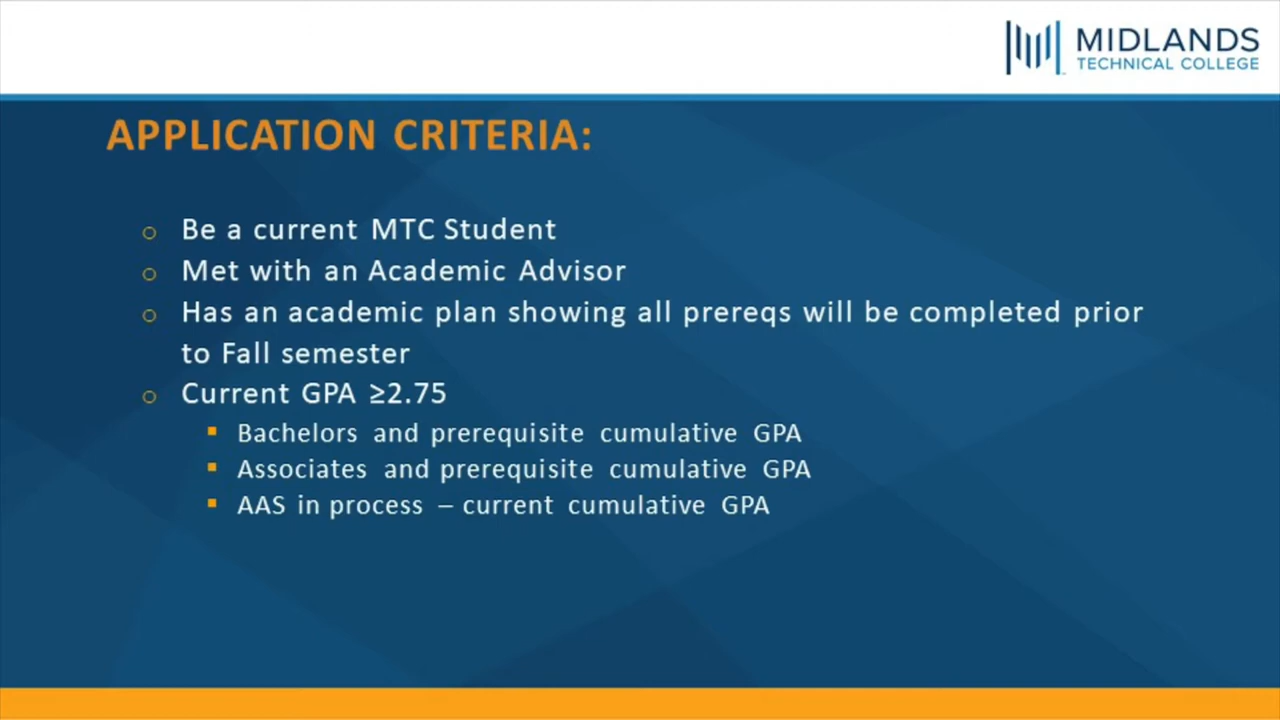 MIDLANDS
TECHNICAL COLLEGE
APPLICATION CRITERIA:
Be a current MTC Student
Met with an Academic Advisor
Has an academic plan showing all prereqs will be completed prior
to Fall semester
Current GPA ≥2.75
Bachelors and prerequisite cumulative GPA
Associates and prerequisite cumulative GPA
AAS in process – current cumulative GPA